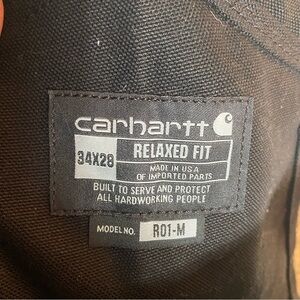 carhartt
34X28 RELAXED FIT
MADE IN USA
OF IMPORTED PARTS
BUILT TO SERVE AND PROTECT
ALL HARDWORKING PEOPLE
MODEL NO. R01-M